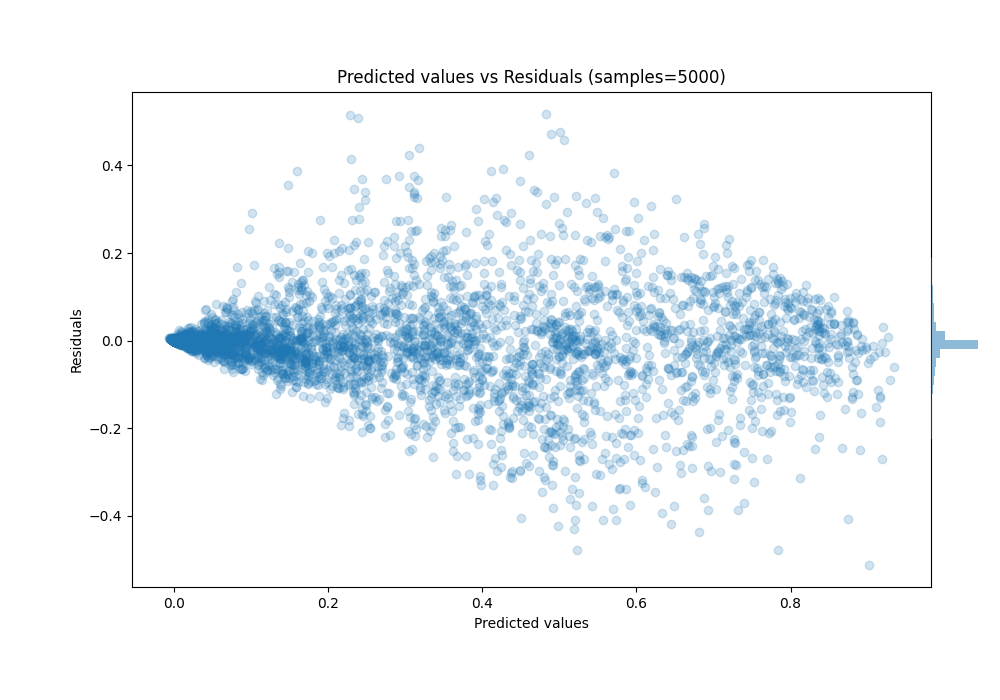 Predicted values vs Residuals (samples=5000)
0.4
0.2
0.0
−0.2
−0.4
Residuals
0.0 0.2 0.4 0.6 0.8
Predicted values